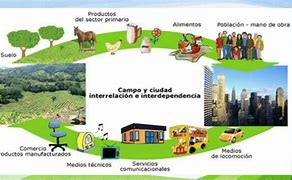 Productos
del sector primario
Alimentos
Población - mano de obra
Suelo
Campo y ciudad
interrelación e interdependencia
Comercio
productos manufacturados
Medios técnicos
Servicios
comunicacionales
Medios
de locomoción